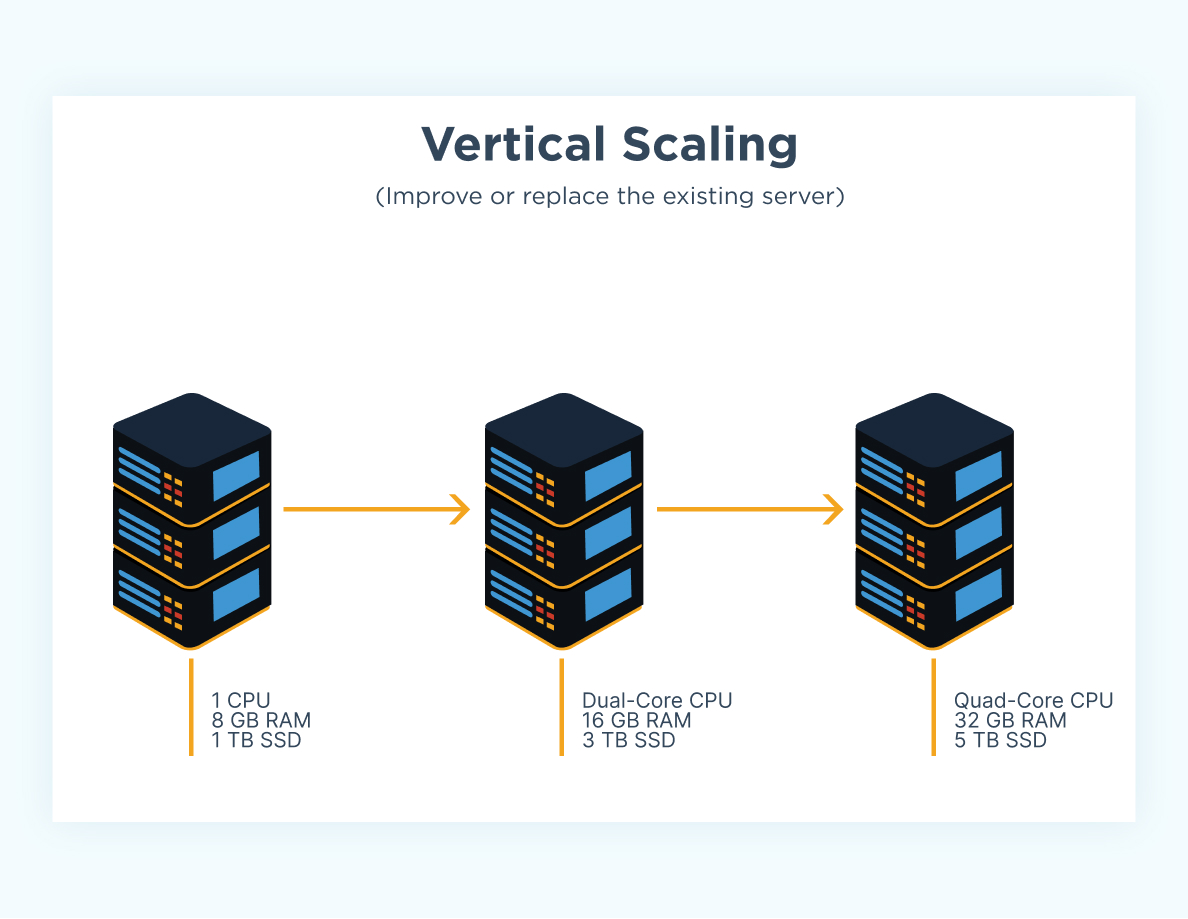 Vertical Scaling
(Improve or replace the existing server)
1 CPU
8 GB RAM
1 TB SSD
Dual-Core CPU
16 GB RAM
3 TB SSD
Quad-Core CPU
32 GB RAM
5 TB SSD